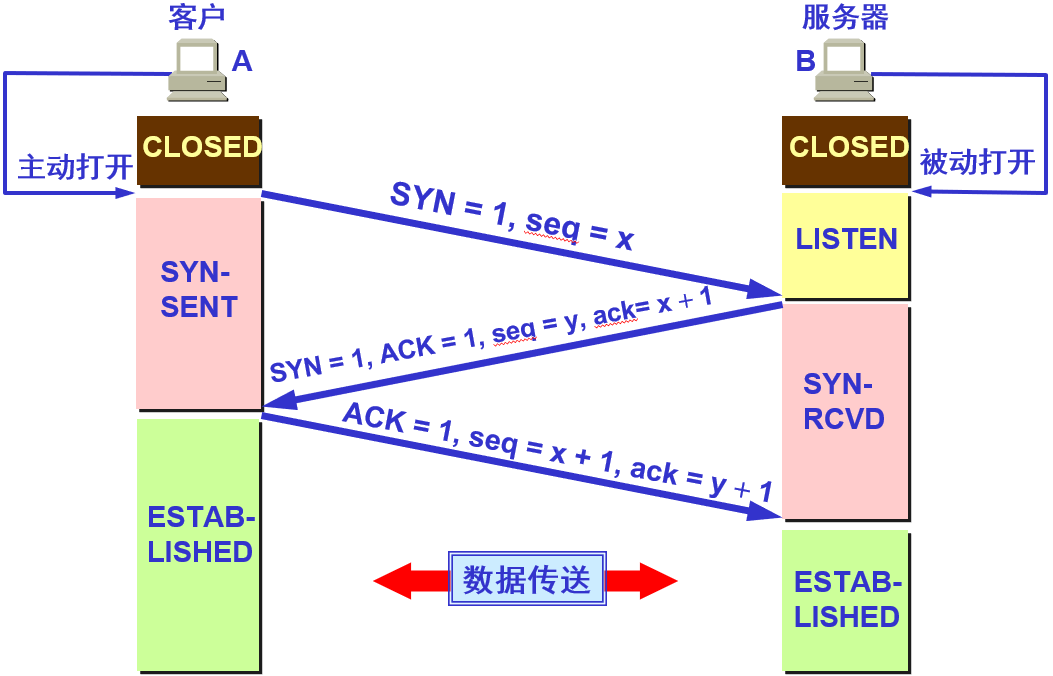 客户
服务器
A
B
CLOSED
CLOSED
主动打开
被动打开
SYN = 1, seq = x
LISTEN
SYN-
SENT
SYN = 1, ACK = 1, seq = y, ack= x + 1
SYN-
RCVD
ACK = 1, seq = x + 1, ack = y + 1
ESTAB-
LISHED
数据传送
ESTAB-
LISHED